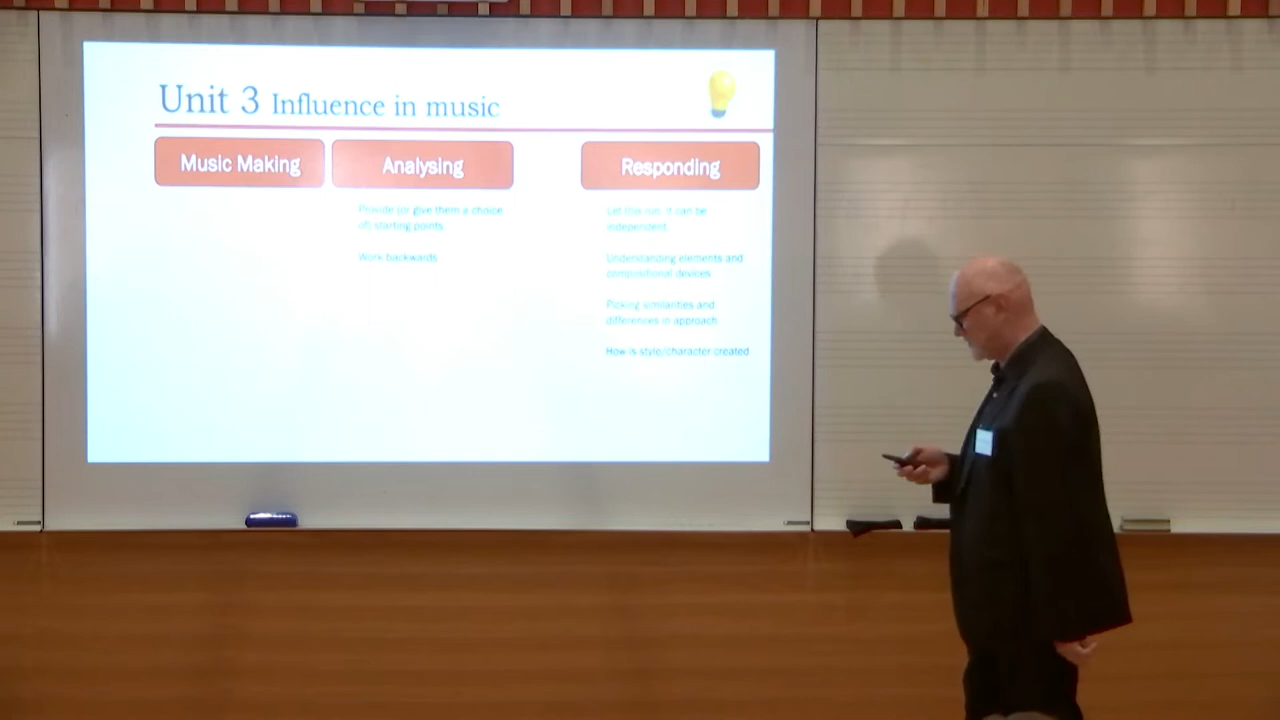 Unit 3 Influence in music
Music Making
Analysing
Responding
Provide (or give them a choice
of) starting points
Work backwards
Let this run, it can be
independent.
Understanding elements and
compositional devices
Picking similarities and
differences in approach
How is style/character created